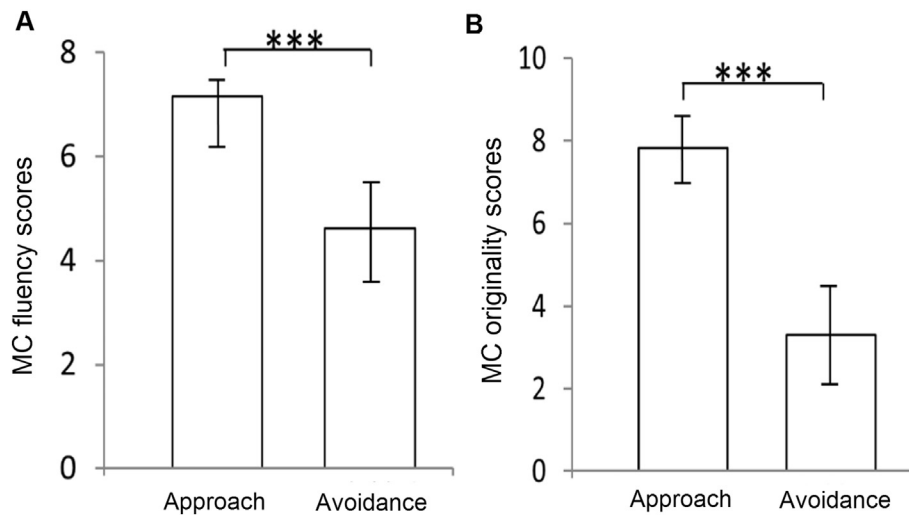 A
MC fluency scores
8
6
4
2
0
***
Approach
Avoidance
B
MC originality scores
10
8
6
4
2
0
***
Approach
Avoidance